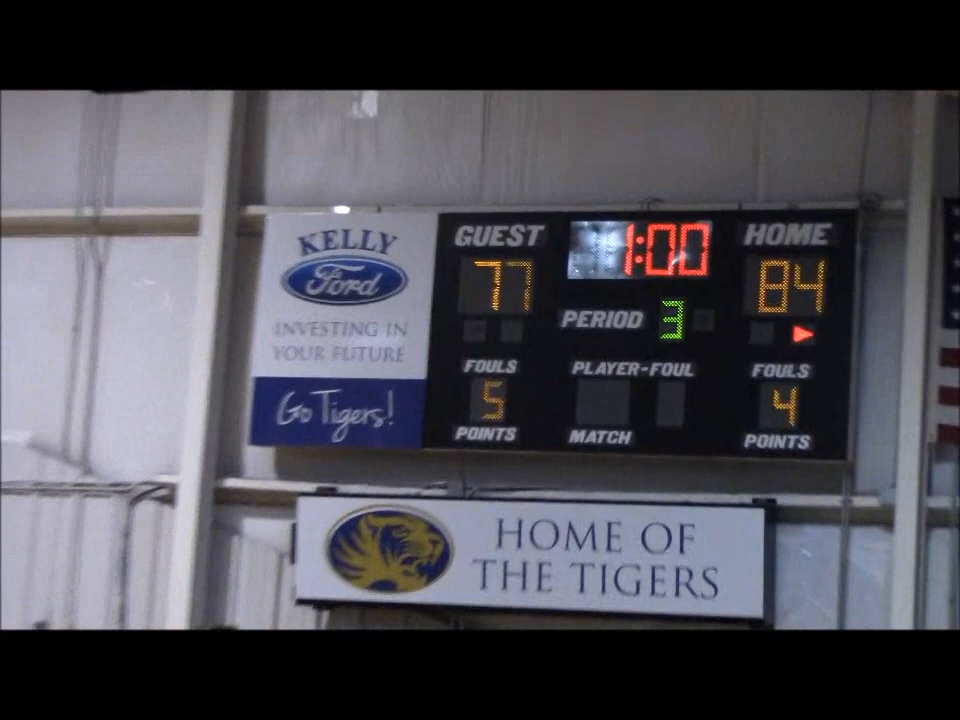 KELLY
Ford
INVESTING IN
YOUR FUTURE
Go Tigers!
GUEST 1:00 HOME
77 84
PERIOD 3
FOULS PLAYER-FOUL FOULS
5 4
POINTS MATCH POINTS
HOME OF
THE TIGERS